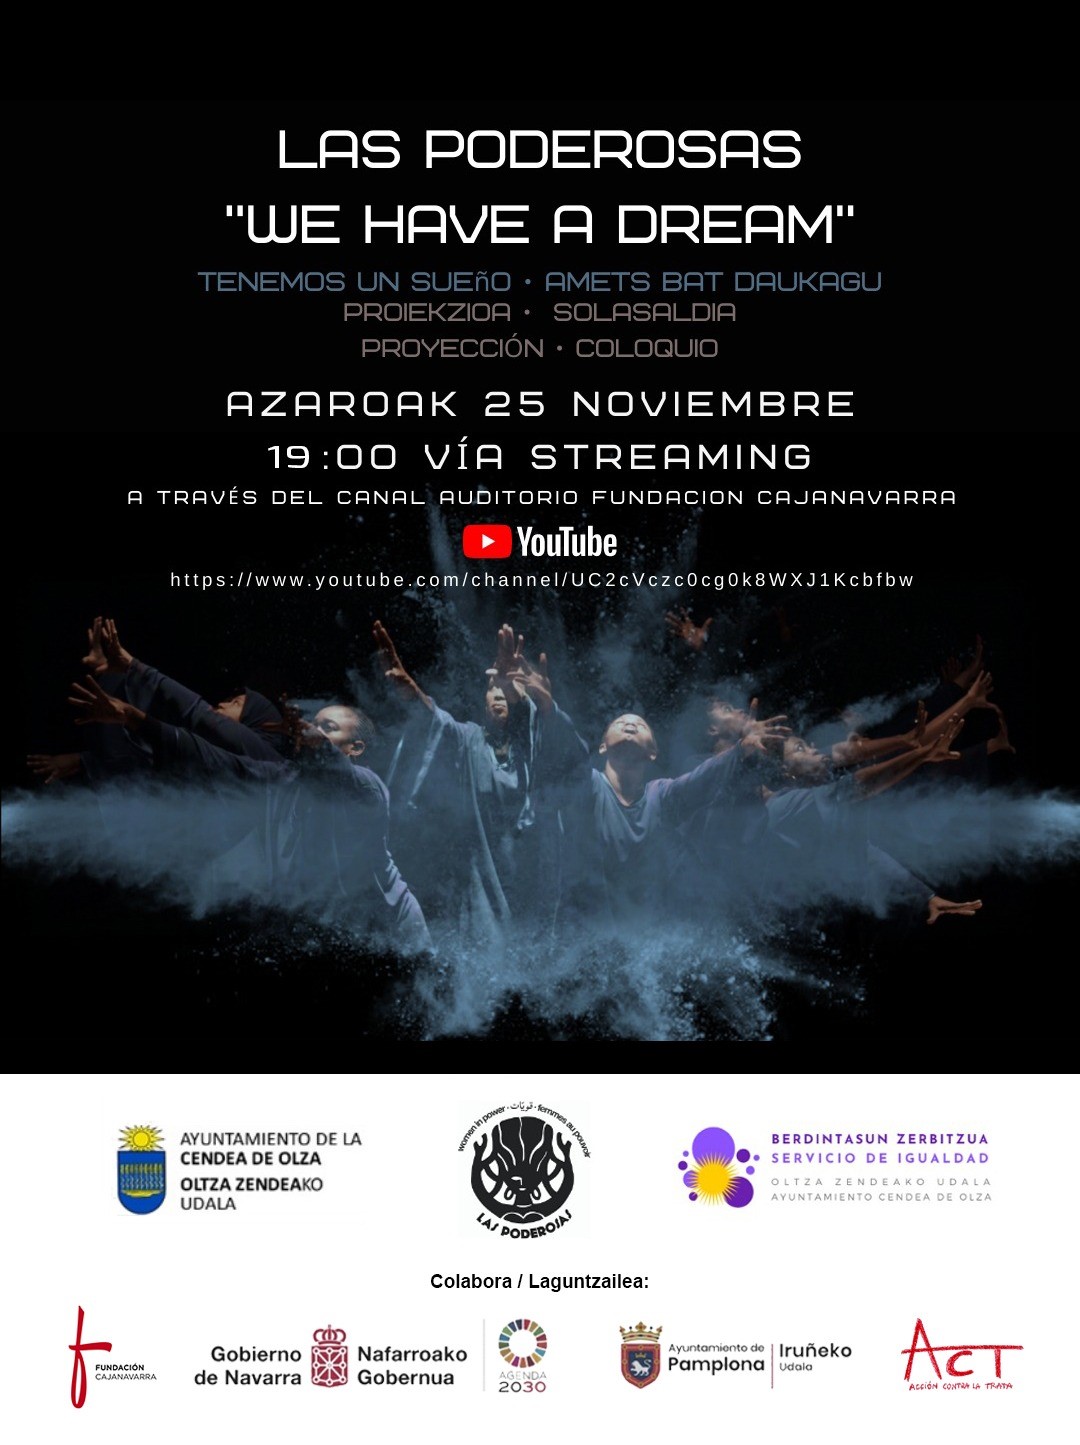 LAS PODEROSAS
"WE HAVE A DREAM"
TENEMOS UN SUEñO • AMETS BAT DAUKAGU
PROIEKZIOA • SOLASALDIA
PROYECCIÓN • COLOQUIO
AZAROAK 25 NOVIEMBRE
19:00 VÍA STREAMING
A TRAVÉS DEL CANAL AUDITORIO FUNDACION CAJANAVARRA
YouTube
https://www.youtube.com/channel/UC2cVczc0cg0k8WXJ1Kcbfbw
AYUNTAMIENTO DE LA
CENDEA DE OLZA
OLTZA ZENDEAKO
UDALA
women in power · قويّات · femmes au pouvoir
LAS PODEROSAS
BERDINTASUN ZERBITZUA
SERVICIO DE IGUALDAD
OLTZA ZENDEAKO UDALA
AYUNTAMIENTO CENDEA DE OLZA
Colabora / Laguntzailea:
FUNDACIÓN
CAJANAVARRA
Gobierno
de Navarra
Nafarroako
Gobernua
AGENDA
2030
Ayuntamiento de
Pamplona
Iruñeko
Udala
ACT
ACCIÓN CONTRA LA TRATA